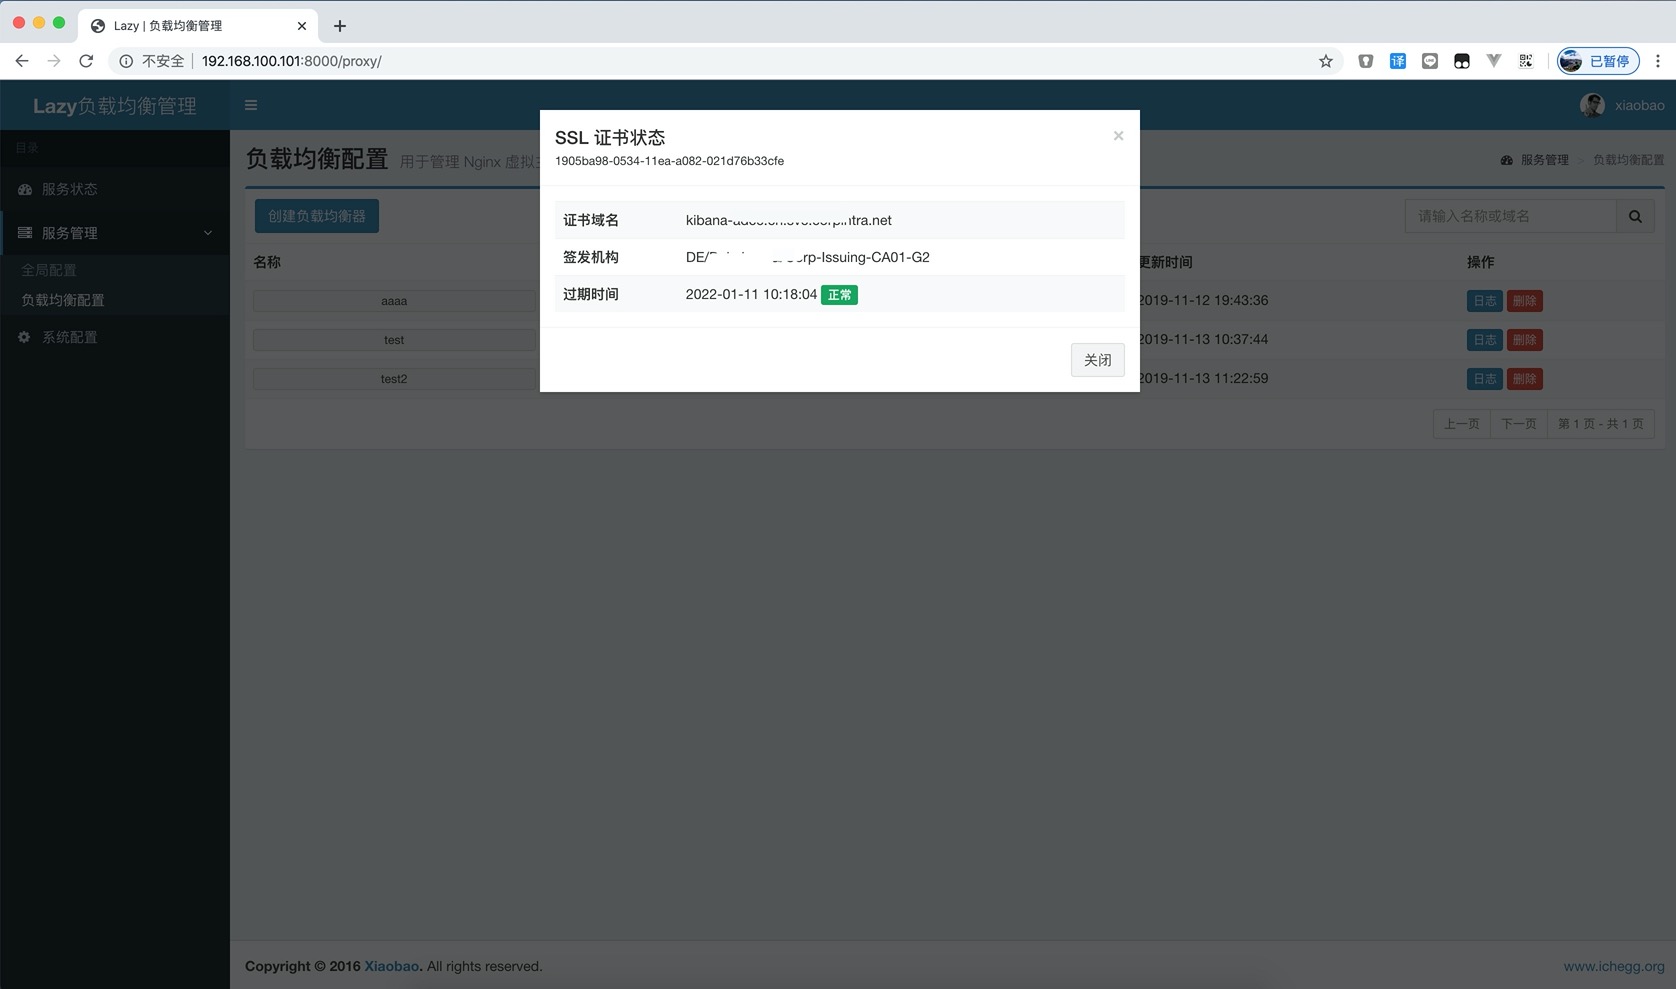 Lazy | 负载均衡管理
不安全 192.168.100.101:8000/proxy/
译
已暂停
Lazy负载均衡管理
xiaobao
目录
服务状态
服务管理
全局配置
负载均衡配置
系统配置
负载均衡配置 用于管理 Nginx 虚拟
服务管理 > 负载均衡配置
创建负载均衡器
请输入名称或域名
名称 更新时间 操作
aaaa 2019-11-12 19:43:36 日志 删除
test 2019-11-13 10:37:44 日志 删除
test2 2019-11-13 11:22:59 日志 删除
上一页 下一页 第 1 页 - 共 1 页
SSL 证书状态
×
1905ba98-0534-11ea-a082-021d76b33cfe
证书域名 kibana-
签发机构 DE/ Corp-Issuing-CA01-G2
过期时间 2022-01-11 10:18:04 正常
关闭
Copyright © 2016 Xiaobao. All rights reserved.
www.ichegg.org